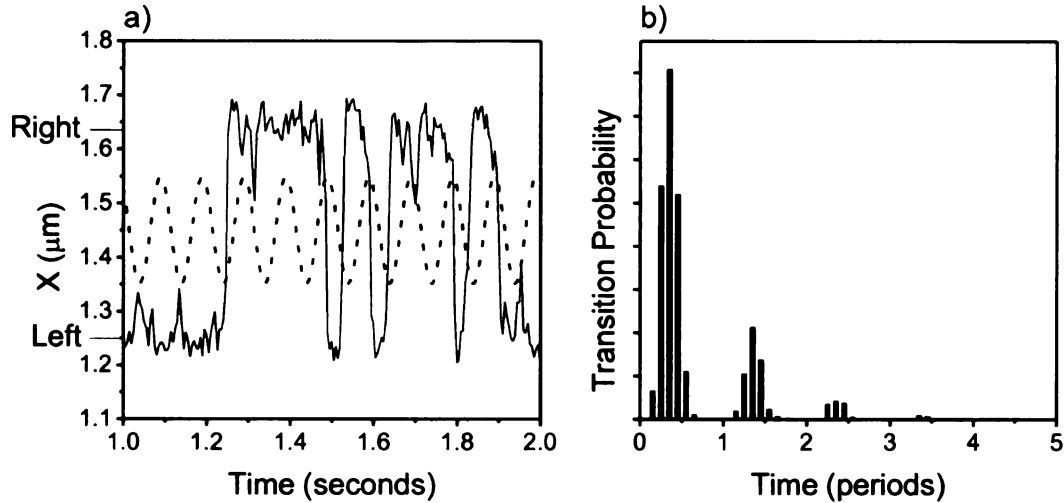 a)
1.8
1.7
Right
1.6
1.5
X (μm)
1.4
1.3
Left
1.2
1.1
1.0 1.2 1.4 1.6 1.8 2.0
Time (seconds)
b)
Transition Probability
0 1 2 3 4 5
Time (periods)